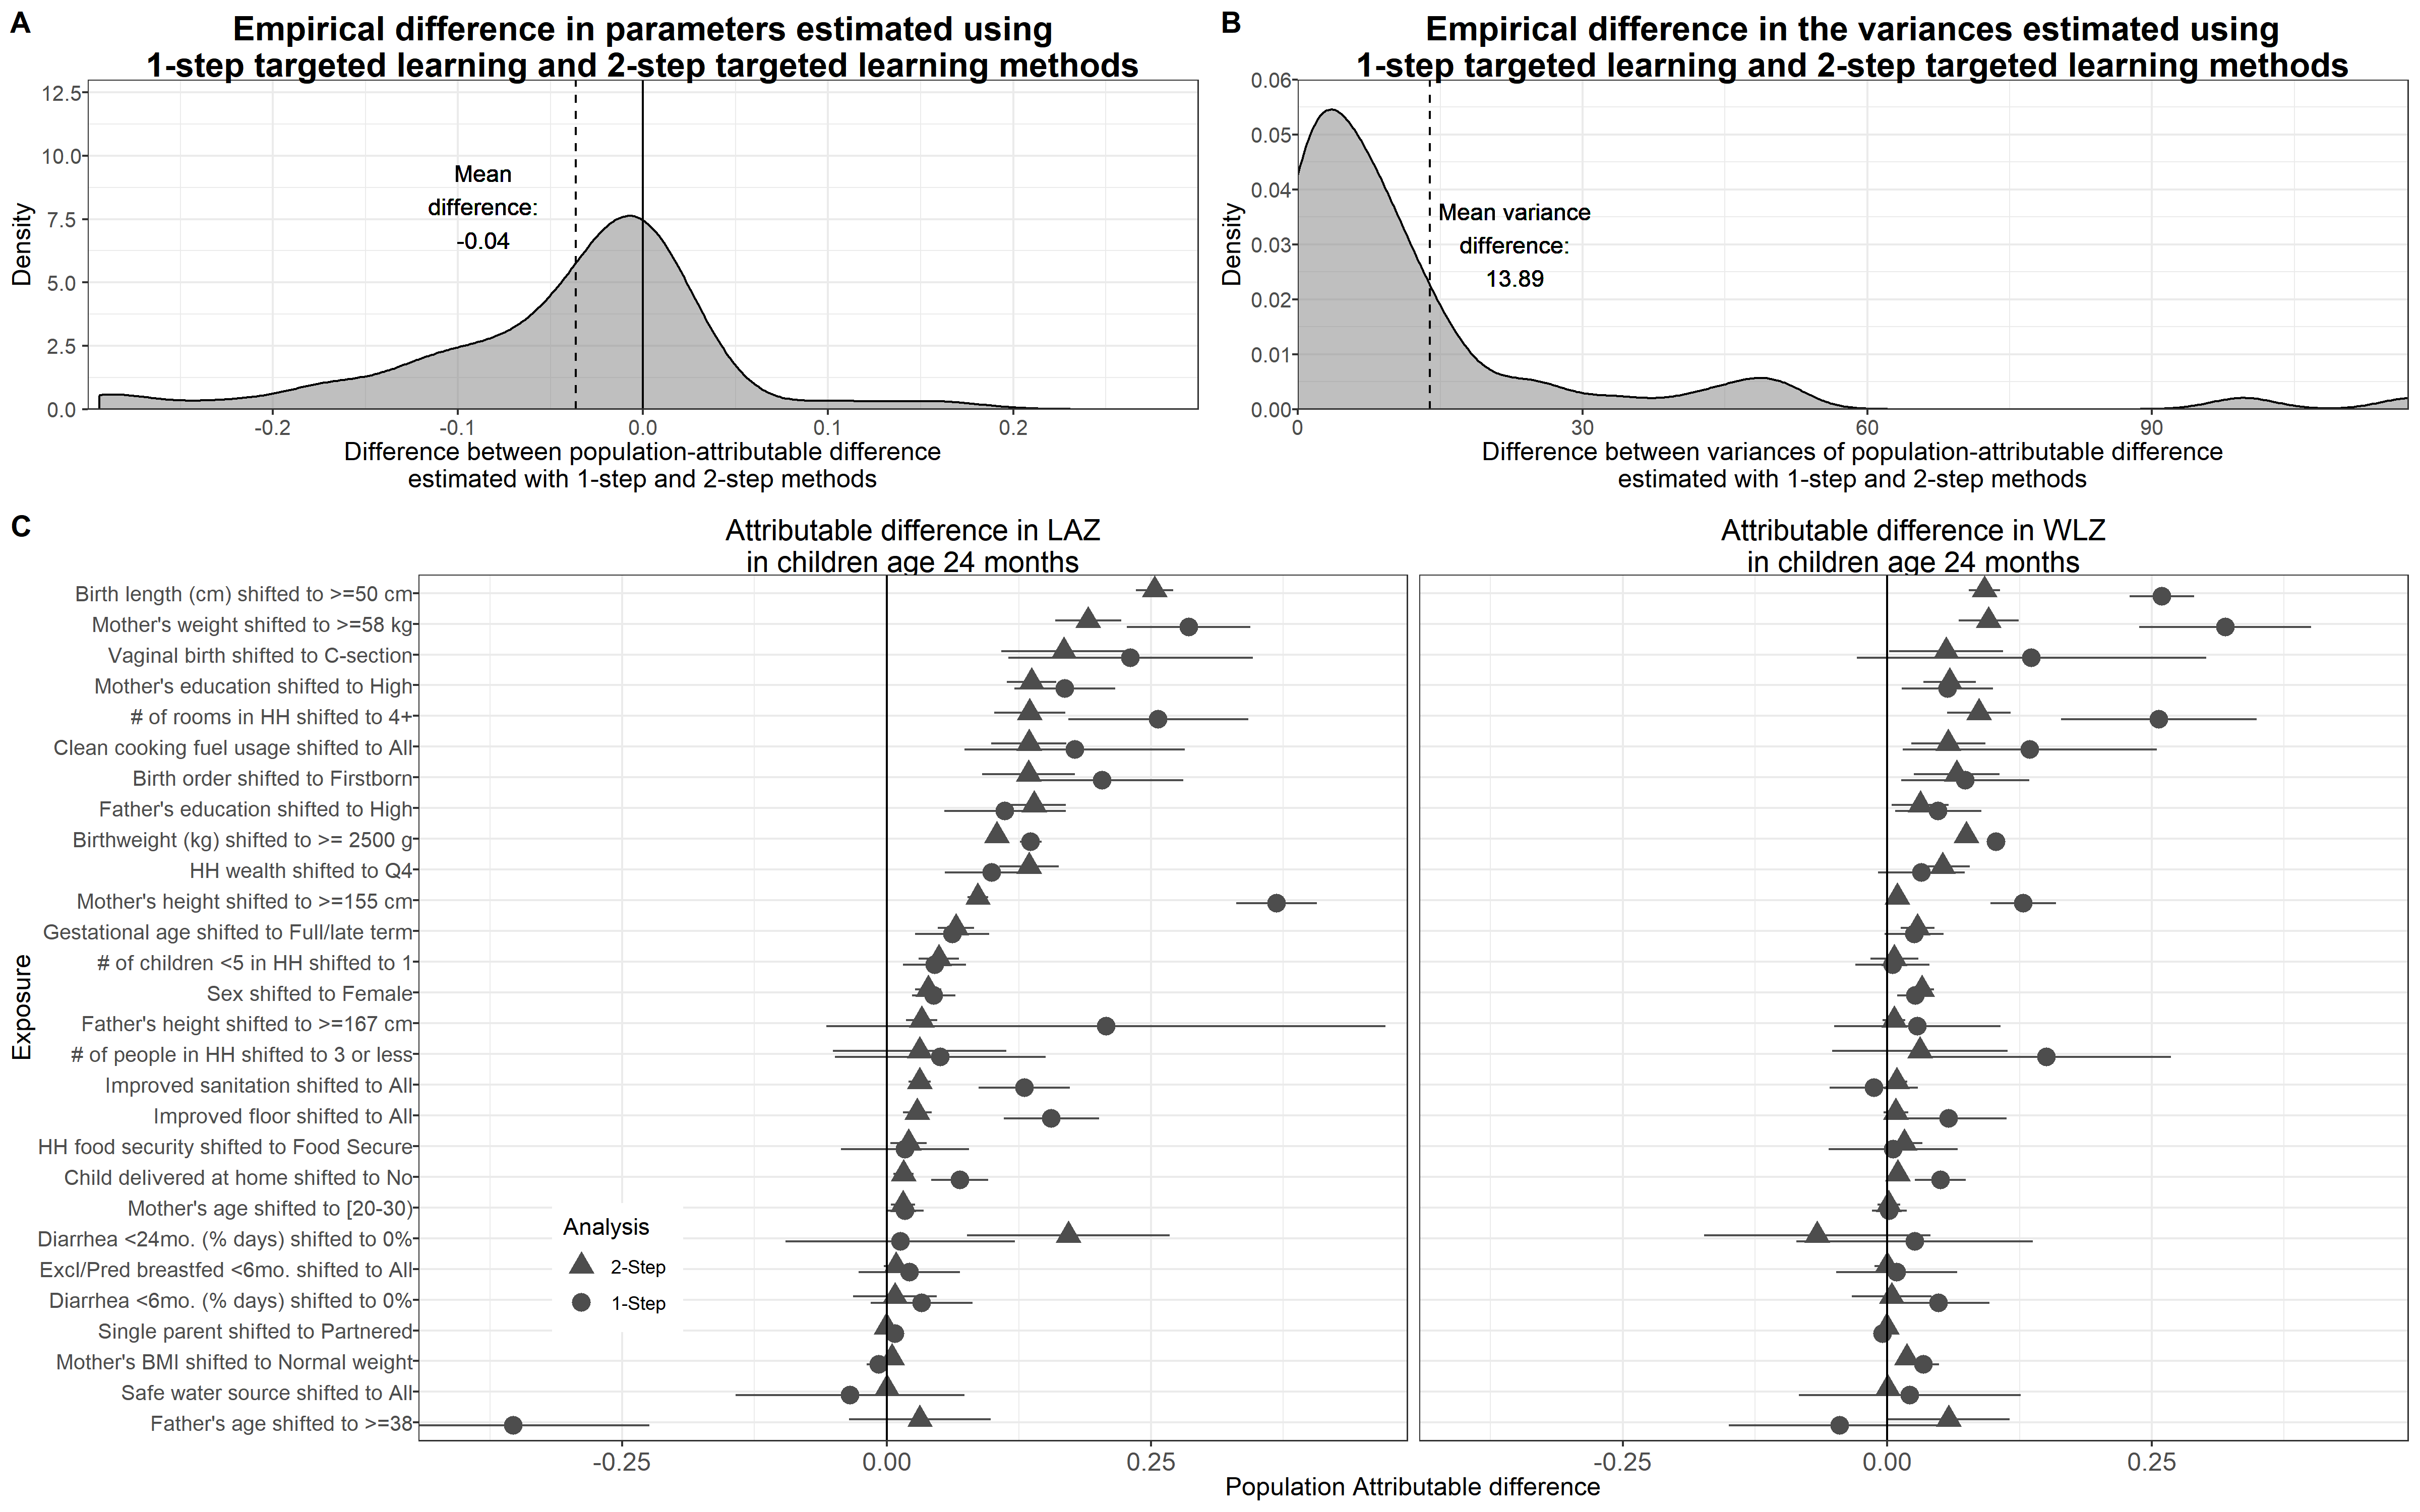 A
Empirical difference in parameters estimated using
1-step targeted learning and 2-step targeted learning methods
12.5
10.0
7.5
5.0
2.5
0.0
Density
Mean
difference:
-0.04
-0.2
-0.1
0.0
0.1
0.2
Difference between population-attributable difference
estimated with 1-step and 2-step methods
B
Empirical difference in the variances estimated using
1-step targeted learning and 2-step targeted learning methods
0.06
0.05
0.04
0.03
0.02
0.01
0.00
Density
Mean variance
difference:
13.89
0
30
60
90
Difference between variances of population-attributable difference
estimated with 1-step and 2-step methods
C
Attributable difference in LAZ
in children age 24 months
Attributable difference in WLZ
in children age 24 months
Exposure
Birth length (cm) shifted to >=50 cm
Mother's weight shifted to >=58 kg
Vaginal birth shifted to C-section
Mother's education shifted to High
# of rooms in HH shifted to 4+
Clean cooking fuel usage shifted to All
Birth order shifted to Firstborn
Father's education shifted to High
Birthweight (kg) shifted to >= 2500 g
HH wealth shifted to Q4
Mother's height shifted to >=155 cm
Gestational age shifted to Full/late term
# of children <5 in HH shifted to 1
Sex shifted to Female
Father's height shifted to >=167 cm
# of people in HH shifted to 3 or less
Improved sanitation shifted to All
Improved floor shifted to All
HH food security shifted to Food Secure
Child delivered at home shifted to No
Mother's age shifted to [20-30)
Diarrhea <24mo. (% days) shifted to 0%
Excl/Pred breastfed <6mo. shifted to All
Diarrhea <6mo. (% days) shifted to 0%
Single parent shifted to Partnered
Mother's BMI shifted to Normal weight
Safe water source shifted to All
Father's age shifted to >=38
Analysis
2-Step
1-Step
-0.25
0.00
0.25
-0.25
0.00
0.25
Population Attributable difference